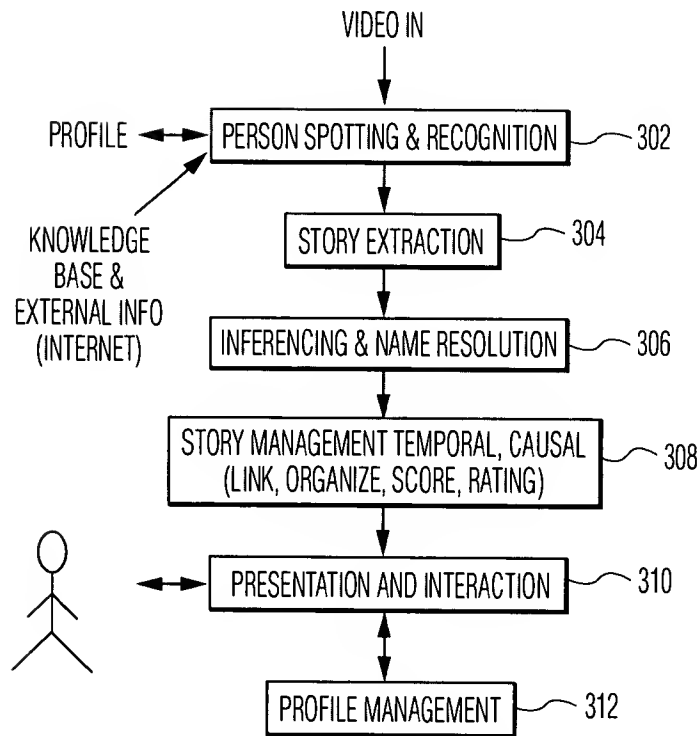 VIDEO IN
PROFILE
PERSON SPOTTING & RECOGNITION
302
KNOWLEDGE
BASE &
EXTERNAL INFO
(INTERNET)
STORY EXTRACTION
304
INFERENCING & NAME RESOLUTION
306
STORY MANAGEMENT TEMPORAL, CAUSAL
(LINK, ORGANIZE, SCORE, RATING)
308
PRESENTATION AND INTERACTION
310
PROFILE MANAGEMENT
312